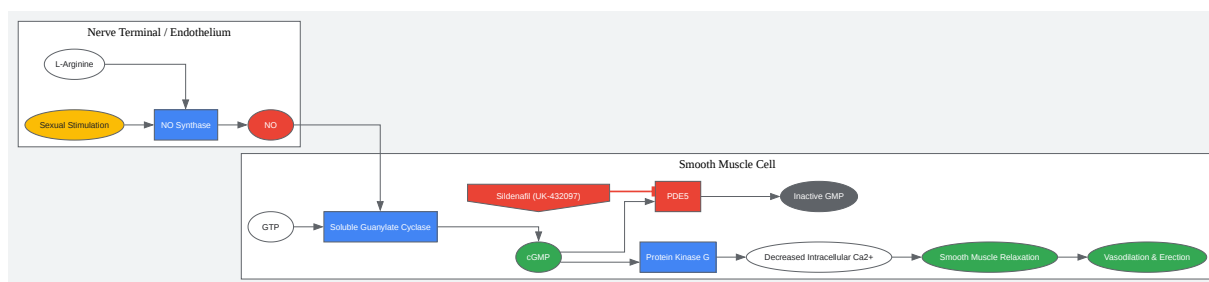 Nerve Terminal / Endothelium
L-Arginine
Sexual Stimulation
NO Synthase
NO
Smooth Muscle Cell
Sildenafil (UK-432097)
PDE5
Inactive GMP
GTP
Soluble Guanylate Cyclase
cGMP
Protein Kinase G
Decreased Intracellular Ca2+
Smooth Muscle Relaxation
Vasodilation & Erection